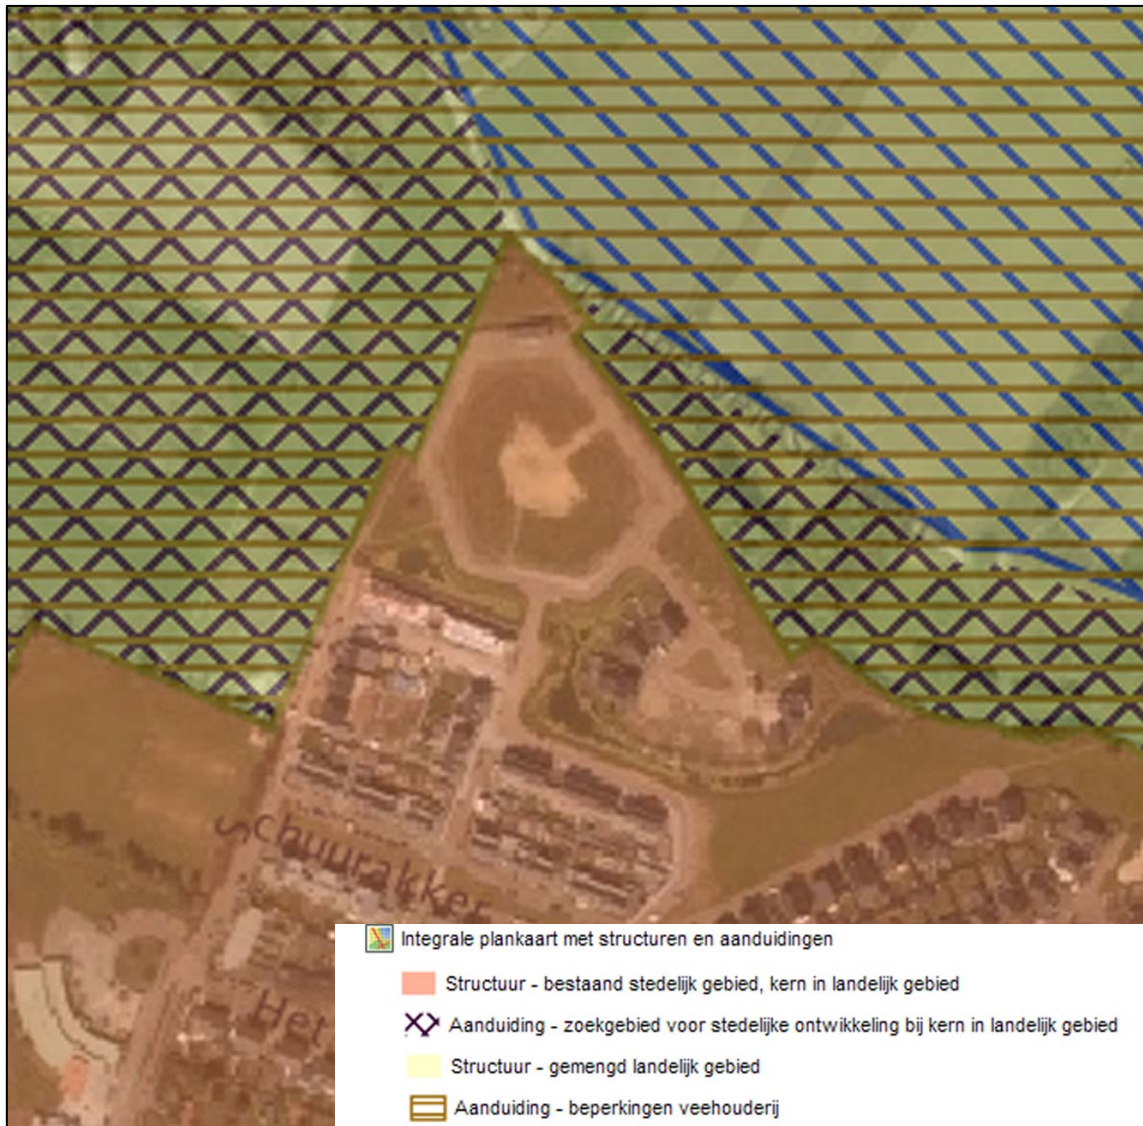 Schuurakker
Het
Integrale plankaart met structuren en aanduidingen
Structuur - bestaand stedelijk gebied, kern in landelijk gebied
Aanduiding - zoekgebied voor stedelijke ontwikkeling bij kern in landelijk gebied
Structuur - gemengd landelijk gebied
Aanduiding - beperkingen veehouderij